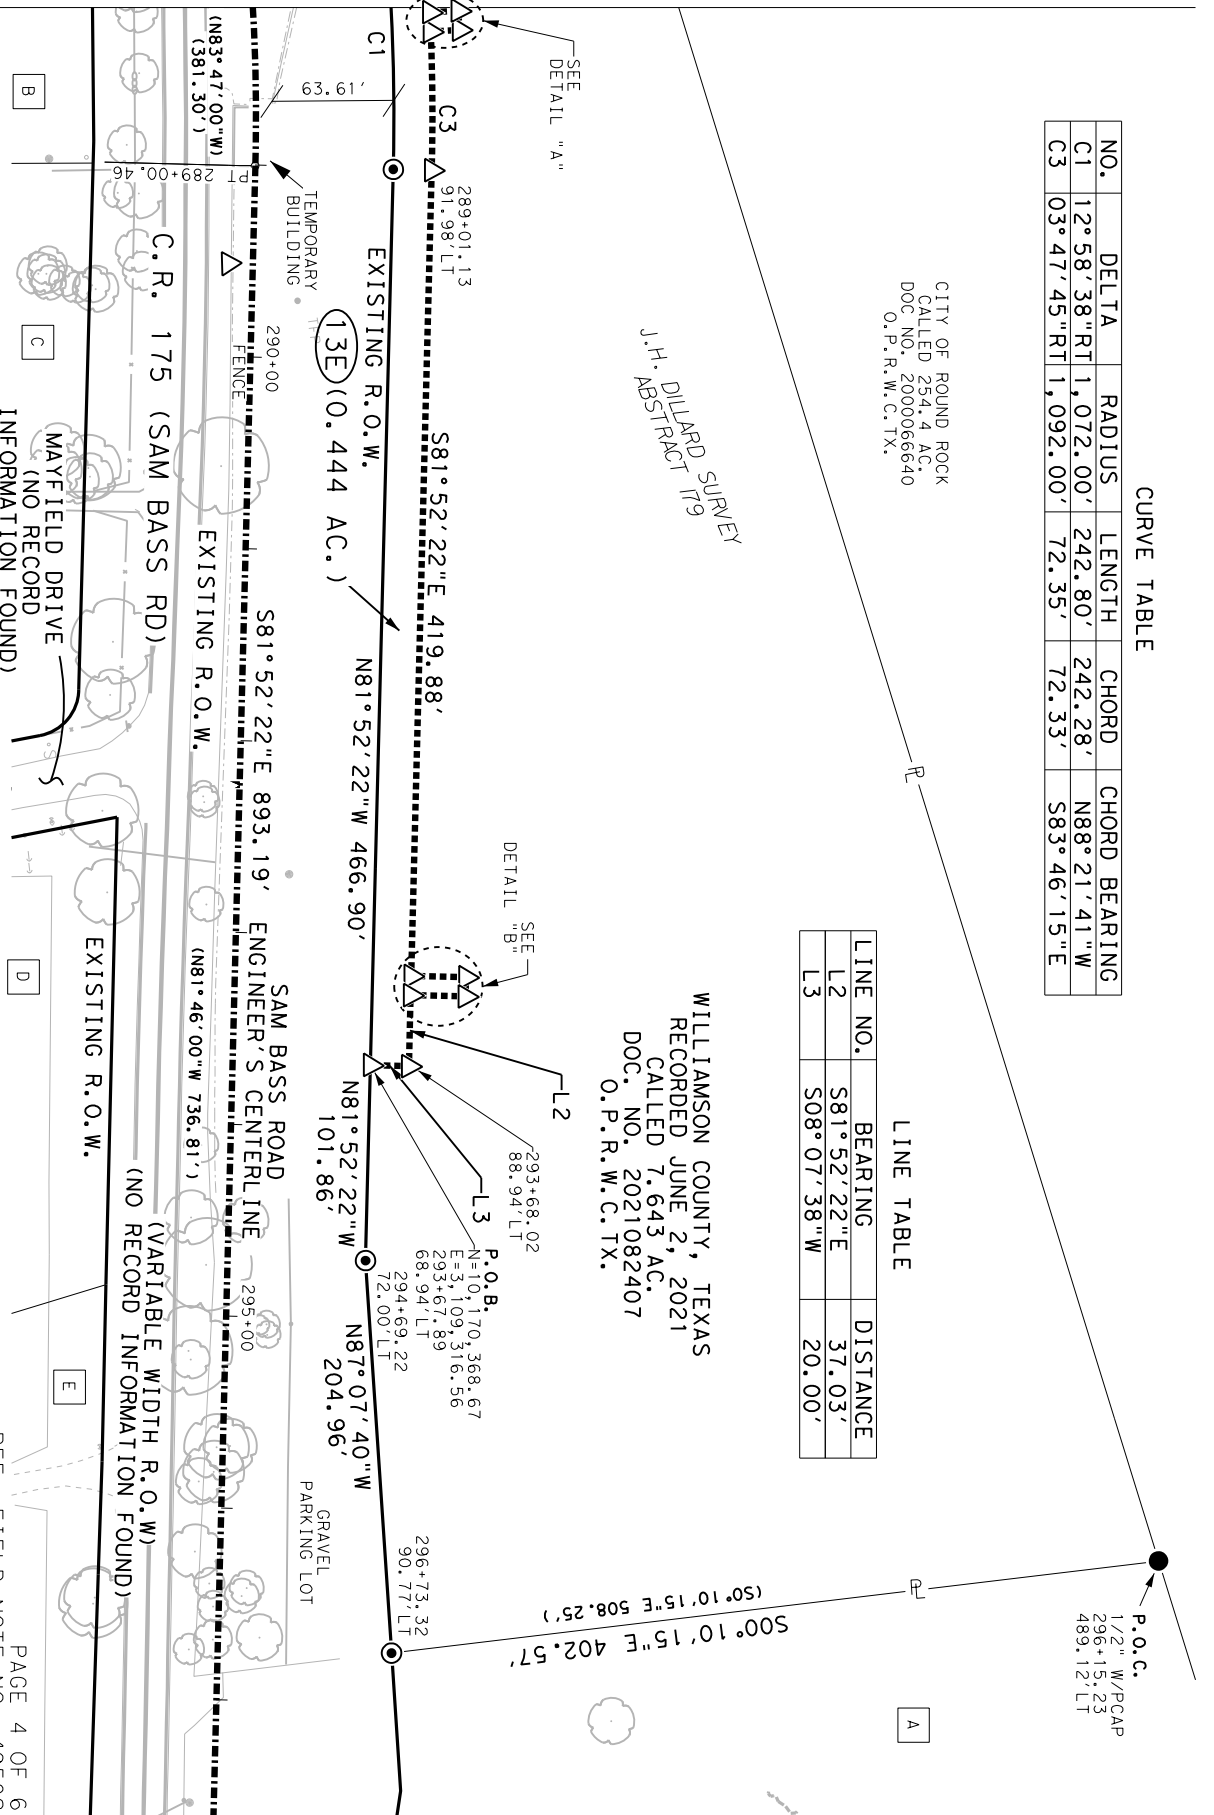 CURVE TABLE
NO. DELTA RADIUS LENGTH CHORD CHORD BEARING
C1 12°58'38"RT 1,072.00' 242.80' 242.28' N88°21'41"W
C3 03°47'45"RT 1,092.00' 72.35' 72.33' S83°46'15"E
LINE TABLE
LINE NO. BEARING DISTANCE
L2 S81°52'22"E 37.03'
L3 S08°07'38"W 20.00'
P.O.C.
1/2" W/PCAP
296+15.23
489.12'LT
CITY OF ROUND ROCK
CALLED 254.4 AC.
DOC NO. 2000066640
O.P.R.W.C.TX.
A
PL
PL
S00°10'15"E 402.57'
(S0°10'15"E 508.25')
J.H. DILLARD SURVEY
ABSTRACT 179
WILLIAMSON COUNTY, TEXAS
RECORDED JUNE 2, 2021
CALLED 7.643 AC.
DOC. NO. 2021082407
O.P.R.W.C.TX.
SEE
DETAIL "A"
SEE
DETAIL "B"
L2
L3
293+68.02
88.94'LT
P.O.B.
N=10,170,368.67
E=3,109,316.56
293+67.89
68.94'LT
294+69.22
72.00'LT
296+73.32
90.77'LT
289+01.13
91.98'LT
C3
C1
S81°52'22"E 419.88'
EXISTING R.O.W.
N81°52'22"W 466.90'
N81°52'22"W
101.86'
N87°07'40"W
204.96'
13E (0.444 AC.)
63.61'
TEMPORARY
BUILDING
GRAVEL
PARKING LOT
290+00
295+00
FENCE
S81°52'22"E 893.19'
SAM BASS ROAD
ENGINEER'S CENTERLINE
PT 289+00.46
(N83°47'00"W
(381.30')
EXISTING R.O.W.
(N81°46'00"W 736.81')
C.R. 175 (SAM BASS RD)
(VARIABLE WIDTH R.O.W)
(NO RECORD INFORMATION FOUND)
EXISTING R.O.W.
MAYFIELD DRIVE
(NO RECORD
INFORMATION FOUND)
B
C
D
E
PAGE 4 OF 6